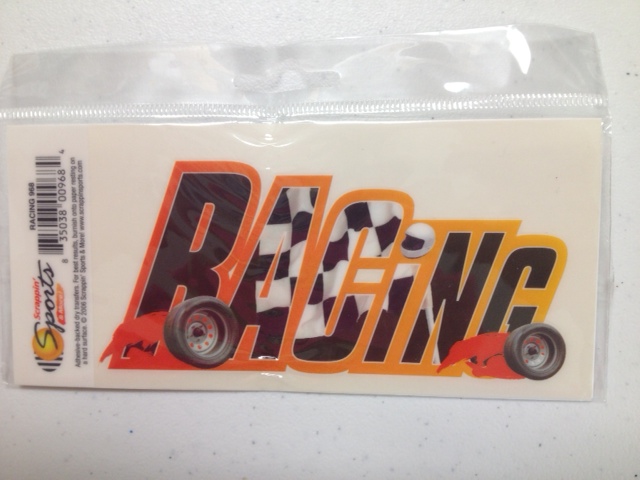 RACiNG
RACING 968
8 35038 00968 4
Scrappin'
Sports
& More!
Adhesive-backed dry transfers. For best results, burnish onto paper resting on
a hard surface. © 2006 Scrappin' Sports & More! www.scrappinsports.com